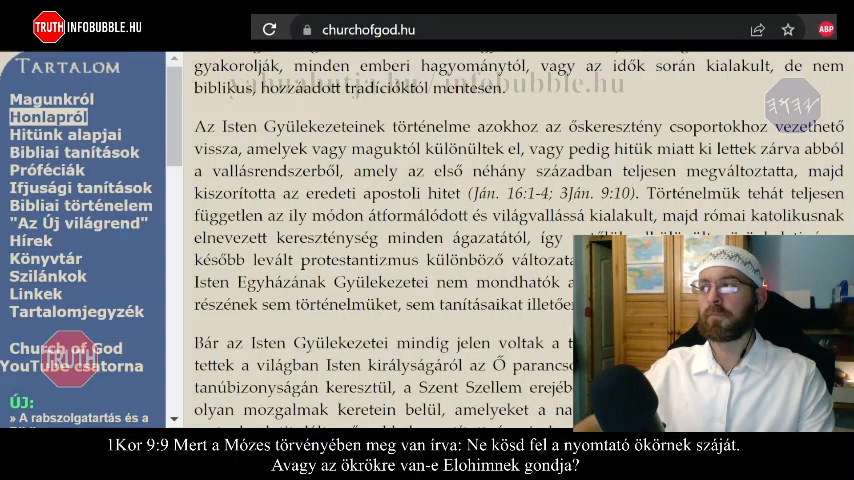 TRUTH INFOBUBBLE.HU
churchofgod.hu
ABP
TARTALOM
Magunkról
Honlapról
Hitünk alapjai
Bibliai tanítások
Próféciák
Ifjusági tanítások
Bibliai történelem
"Az Új világrend"
Hírek
Könyvtár
Szilánkok
Linkek
Tartalomjegyzék
Church of God
YouTube csatorna
TRUTH
ÚJ:
» A rabszolgatartás és a
gyakorolják, minden emberi hagyománytól, vagy az idők során kialakult, de nem
biblikus, hozzáadott tradícióktól mentesen.
yahuahutja.hu/ infobubble.hu
Az Isten Gyülekezeteinek történelme azokhoz az őskeresztény csoportokhoz vezethető
vissza, amelyek vagy maguktól különültek el, vagy pedig hitük miatt ki lettek zárva abból
a vallásrendszerből, amely az első néhány században teljesen megváltoztatta, majd
kiszorította az eredeti apostoli hitet (Ján. 16:1-4; 3Ján. 9:10). Történelmük tehát teljesen
független az ily módon átformálódott és világvallássá kialakult, majd római katolikusnak
elnevezett kereszténység minden ágazatától, így
később levált protestantizmus különböző változata
Isten Egyházának Gyülekezetei nem mondhatók a
részének sem történelmüket, sem tanításaikat illetően
Bár az Isten Gyülekezetei mindig jelen voltak a t
tettek a világban Isten királyságáról az Ő parancso
tanúbizonyságán keresztül, a Szent Szellem erejéb
olyan mozgalmak keretein belül, amelyeket a na
1Kor 9:9 Mert a Mózes törvényében meg van írva: Ne kösd fel a nyomtató ökörnek száját.
Avagy az ökrökre van-e Elohimnek gondja?